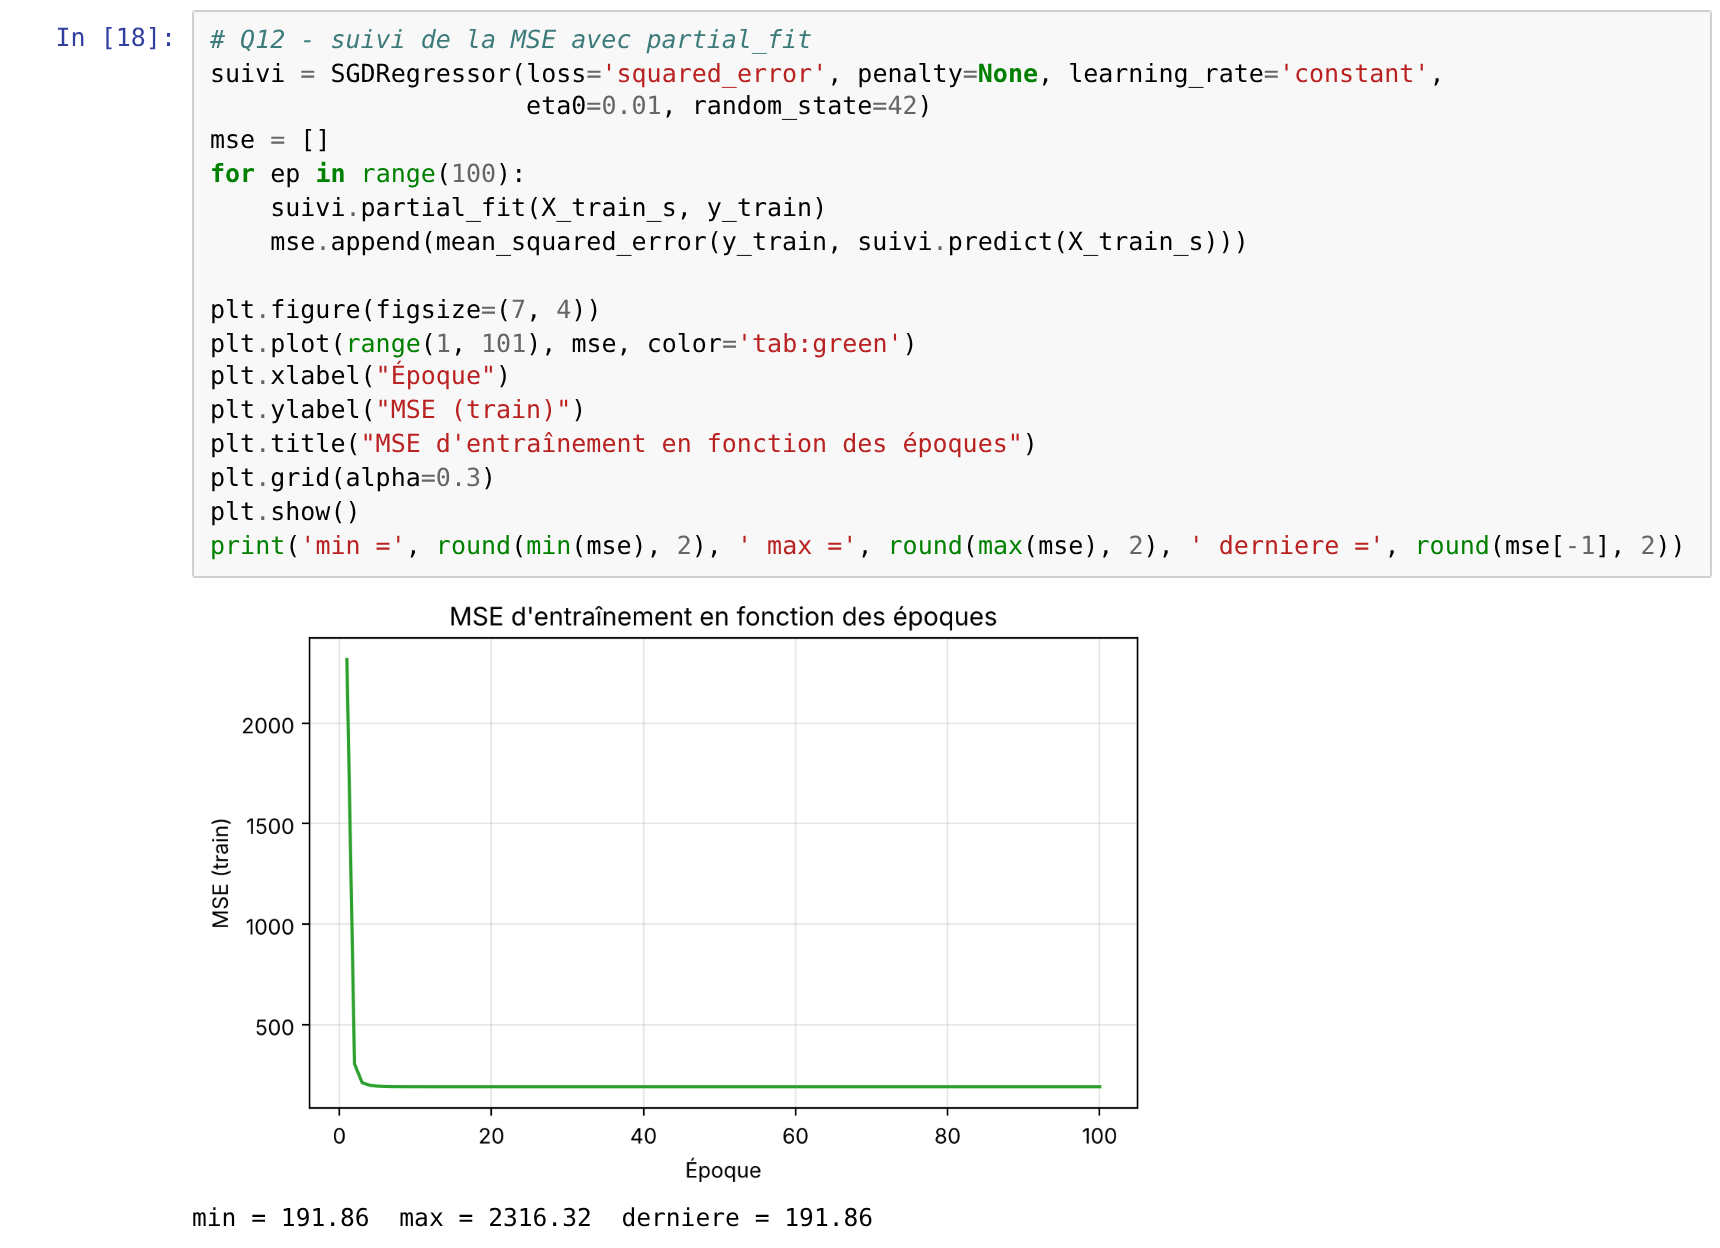 In [18]: # Q12 - suivi de la MSE avec partial_fit
suivi = SGDRegressor(loss='squared_error', penalty=None, learning_rate='constant',
                     eta0=0.01, random_state=42)
mse = []
for ep in range(100):
    suivi.partial_fit(X_train_s, y_train)
    mse.append(mean_squared_error(y_train, suivi.predict(X_train_s)))
plt.figure(figsize=(7, 4))
plt.plot(range(1, 101), mse, color='tab:green')
plt.xlabel("Époque")
plt.ylabel("MSE (train)")
plt.title("MSE d'entraînement en fonction des époques")
plt.grid(alpha=0.3)
plt.show()
print('min =', round(min(mse), 2), ' max =', round(max(mse), 2), ' derniere =', round(mse[-1], 2))
MSE d'entraînement en fonction des époques
MSE (train)
2000
1500
1000
500
0 20 40 60 80 100
Époque
min = 191.86  max = 2316.32  derniere = 191.86